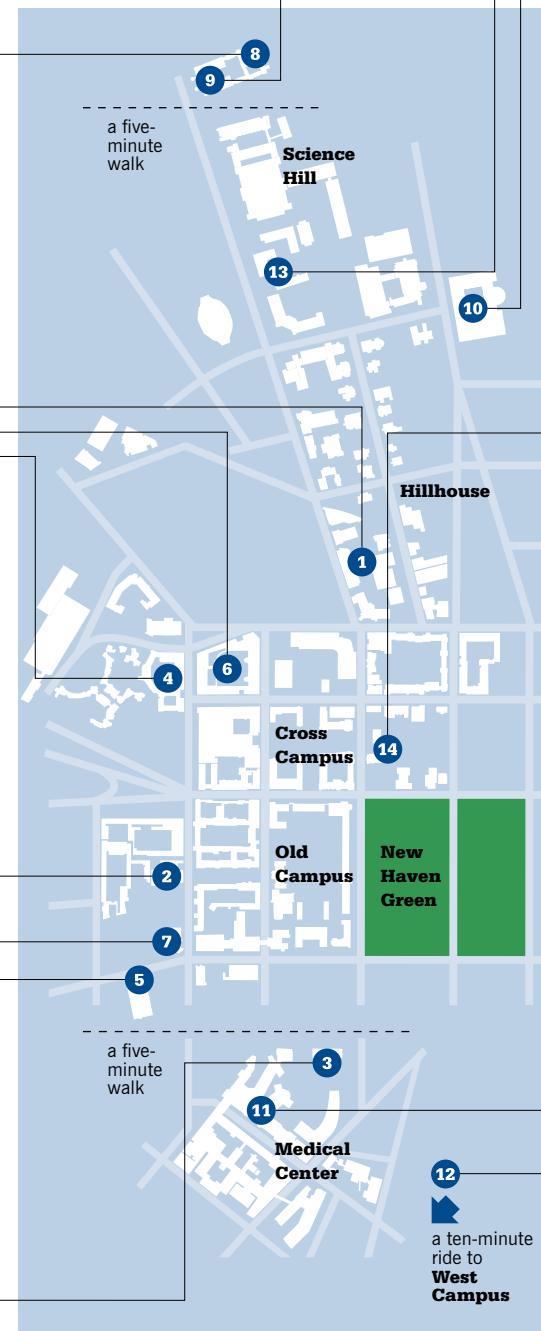 8
9
a five-
minute
walk
Science
Hill
13
10
Hillhouse
1
6
4
Cross
Campus
14
Old
Campus
New
Haven
Green
2
7
5
a five-
minute
walk
3
11
Medical
Center
12
a ten-minute
ride to
West
Campus